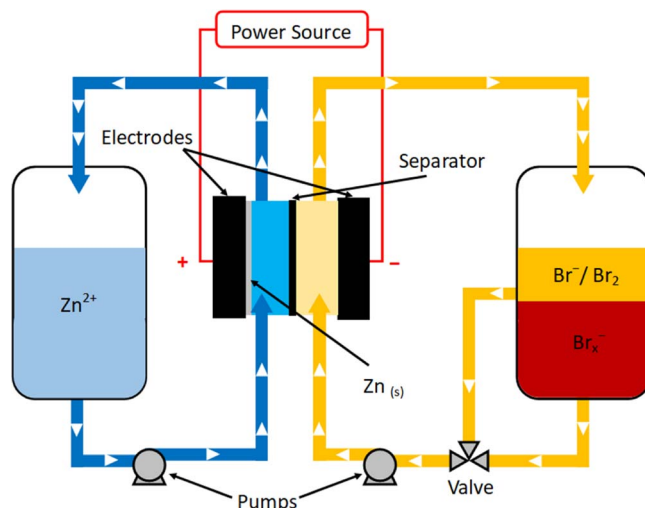 Power Source
Electrodes
Separator
+
−
Zn²⁺
Br⁻/ Br₂
Brₓ⁻
Zn ₍ₛ₎
Pumps
Valve